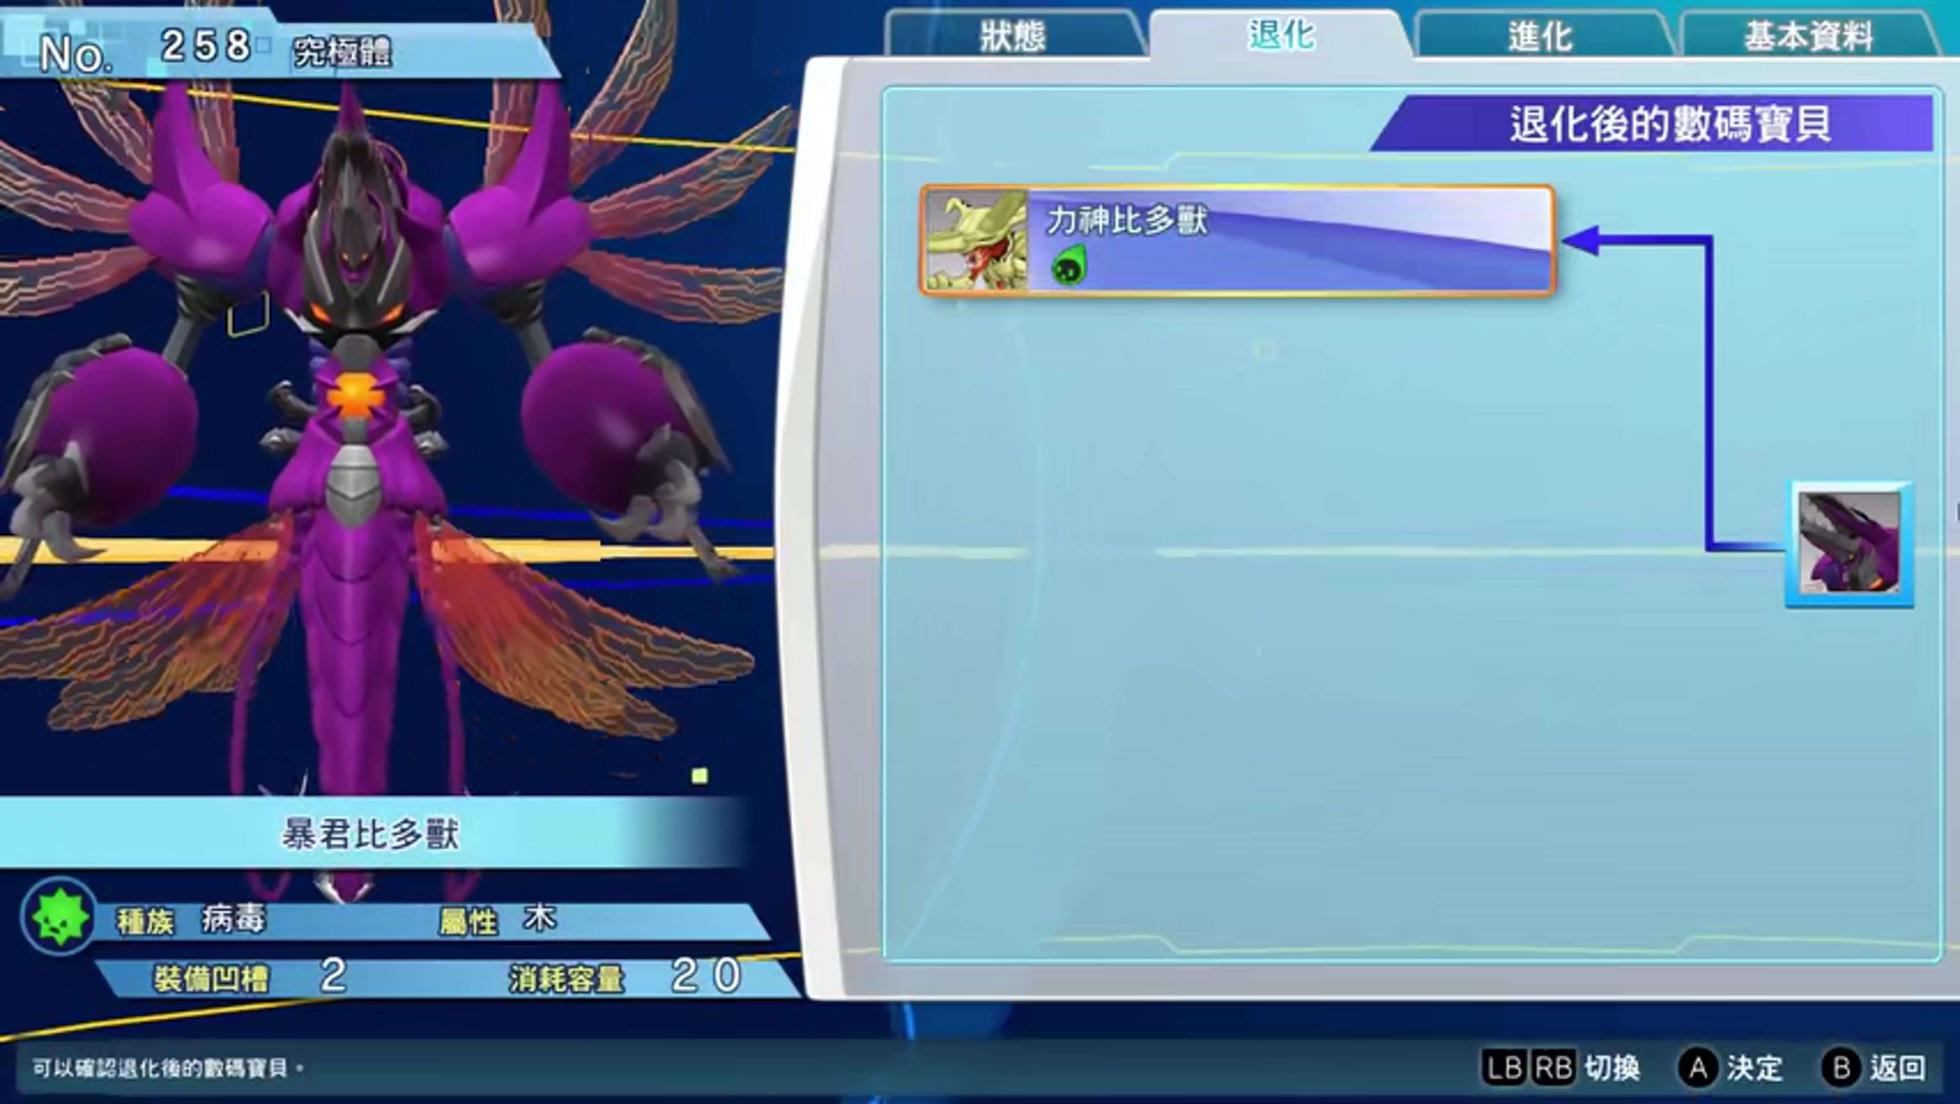 No. 258 究極體
狀態 退化 進化 基本資料
退化後的數碼寶貝
力神比多獸
暴君比多獸
種族 病毒 屬性 木
裝備凹槽 2 消耗容量 20
可以確認退化後的數碼寶貝。
LB RB 切換 A 決定 B 返回